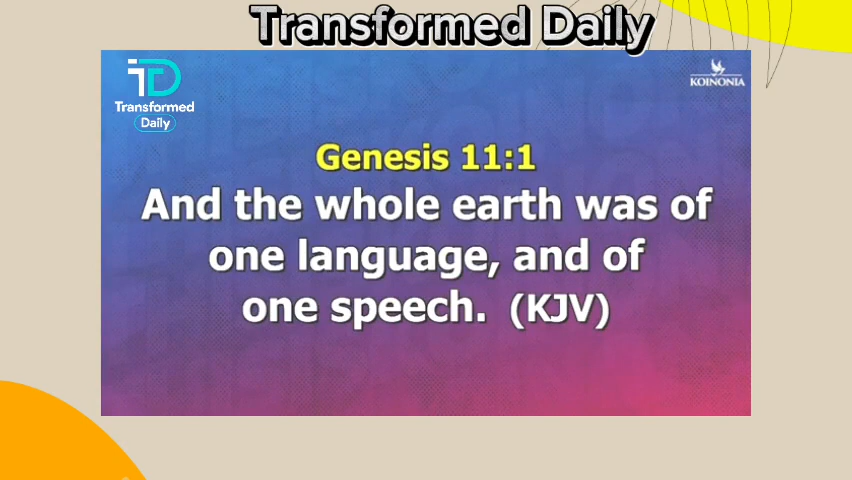 Transformed Daily
TD
Transformed
Daily
KOINONIA
Genesis 11:1
And the whole earth was of
one language, and of
one speech. (KJV)